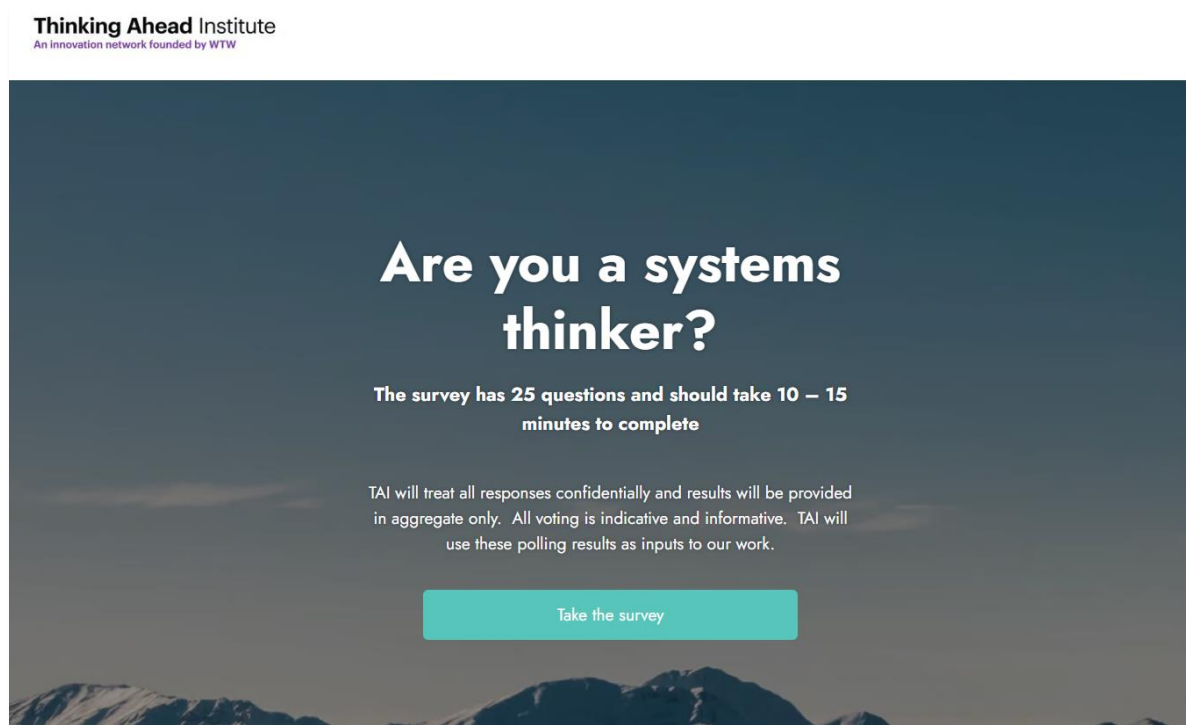 Thinking Ahead Institute
An innovation network founded by WTW
Are you a systems
thinker?
The survey has 25 questions and should take 10 – 15
minutes to complete
TAI will treat all responses confidentially and results will be provided
in aggregate only.  All voting is indicative and informative.  TAI will
use these polling results as inputs to our work.
Take the survey